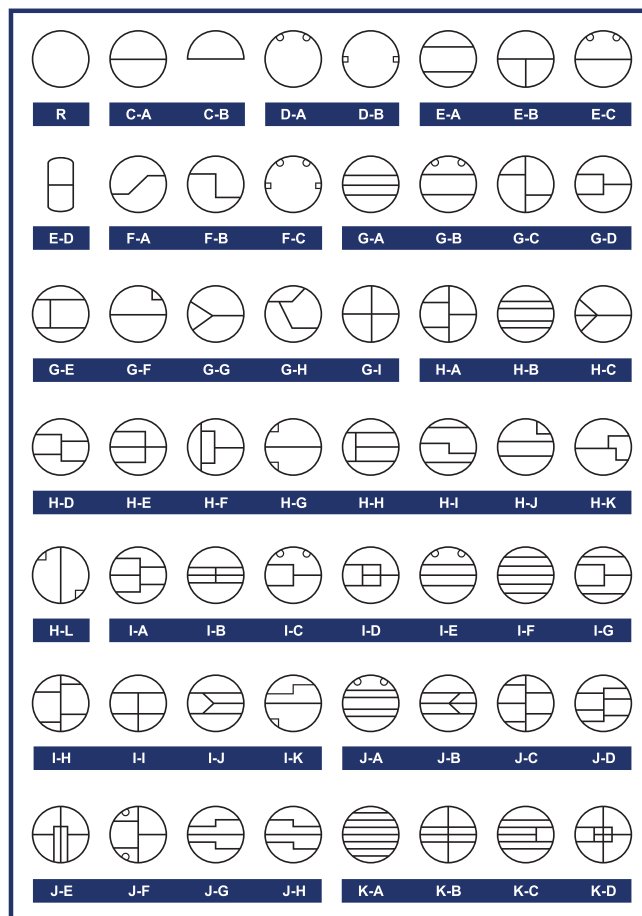 R C-A C-B D-A D-B E-A E-B E-C
E-D F-A F-B F-C G-A G-B G-C G-D
G-E G-F G-G G-H G-I H-A H-B H-C
H-D H-E H-F H-G H-H H-I H-J H-K
H-L I-A I-B I-C I-D I-E I-F I-G
I-H I-I I-J I-K J-A J-B J-C J-D
J-E J-F J-G J-H K-A K-B K-C K-D